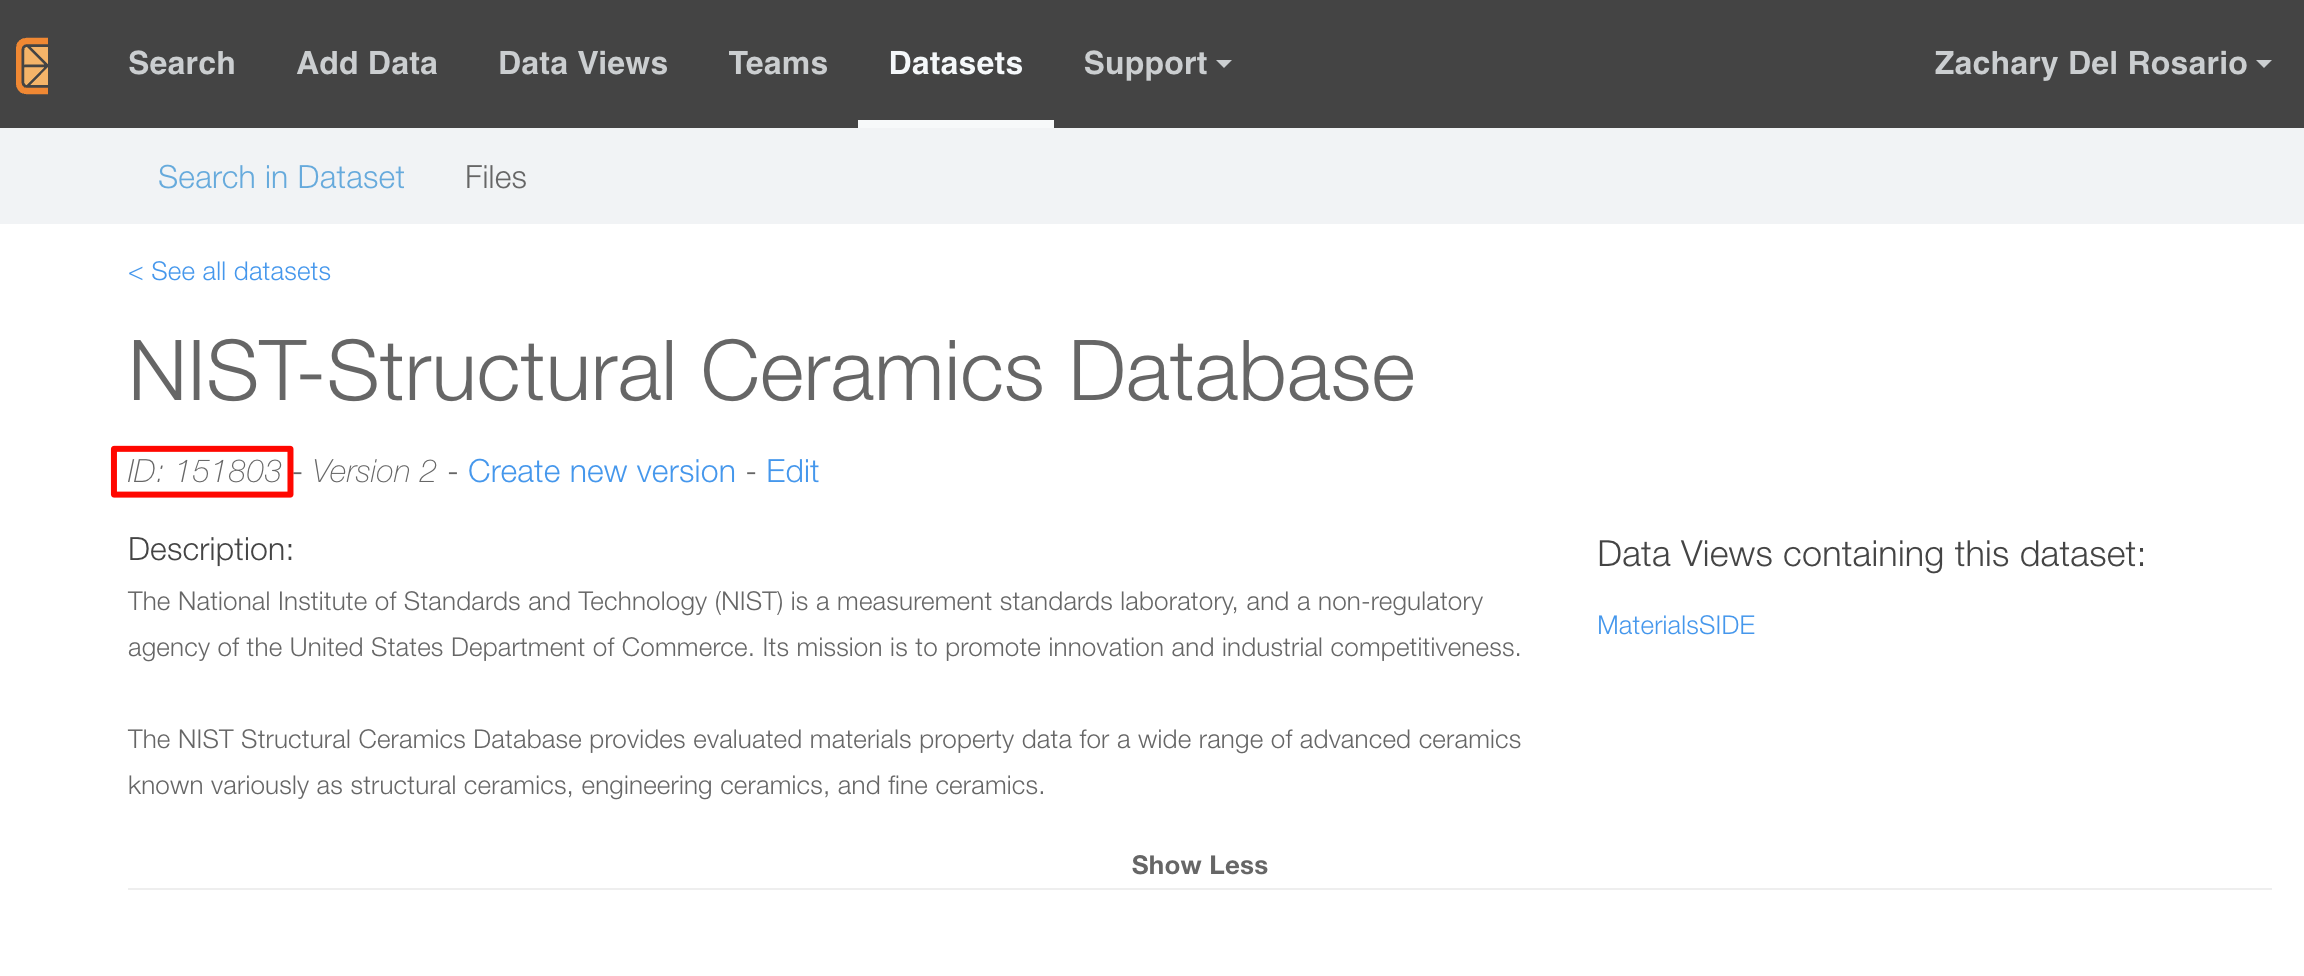 Search Add Data Data Views Teams Datasets Support Zachary Del Rosario
Search in Dataset Files
< See all datasets
NIST-Structural Ceramics Database
ID: 151803 - Version 2 - Create new version - Edit
Description:
The National Institute of Standards and Technology (NIST) is a measurement standards laboratory, and a non-regulatory
agency of the United States Department of Commerce. Its mission is to promote innovation and industrial competitiveness.
The NIST Structural Ceramics Database provides evaluated materials property data for a wide range of advanced ceramics
known variously as structural ceramics, engineering ceramics, and fine ceramics.
Data Views containing this dataset:
MaterialsSIDE
Show Less